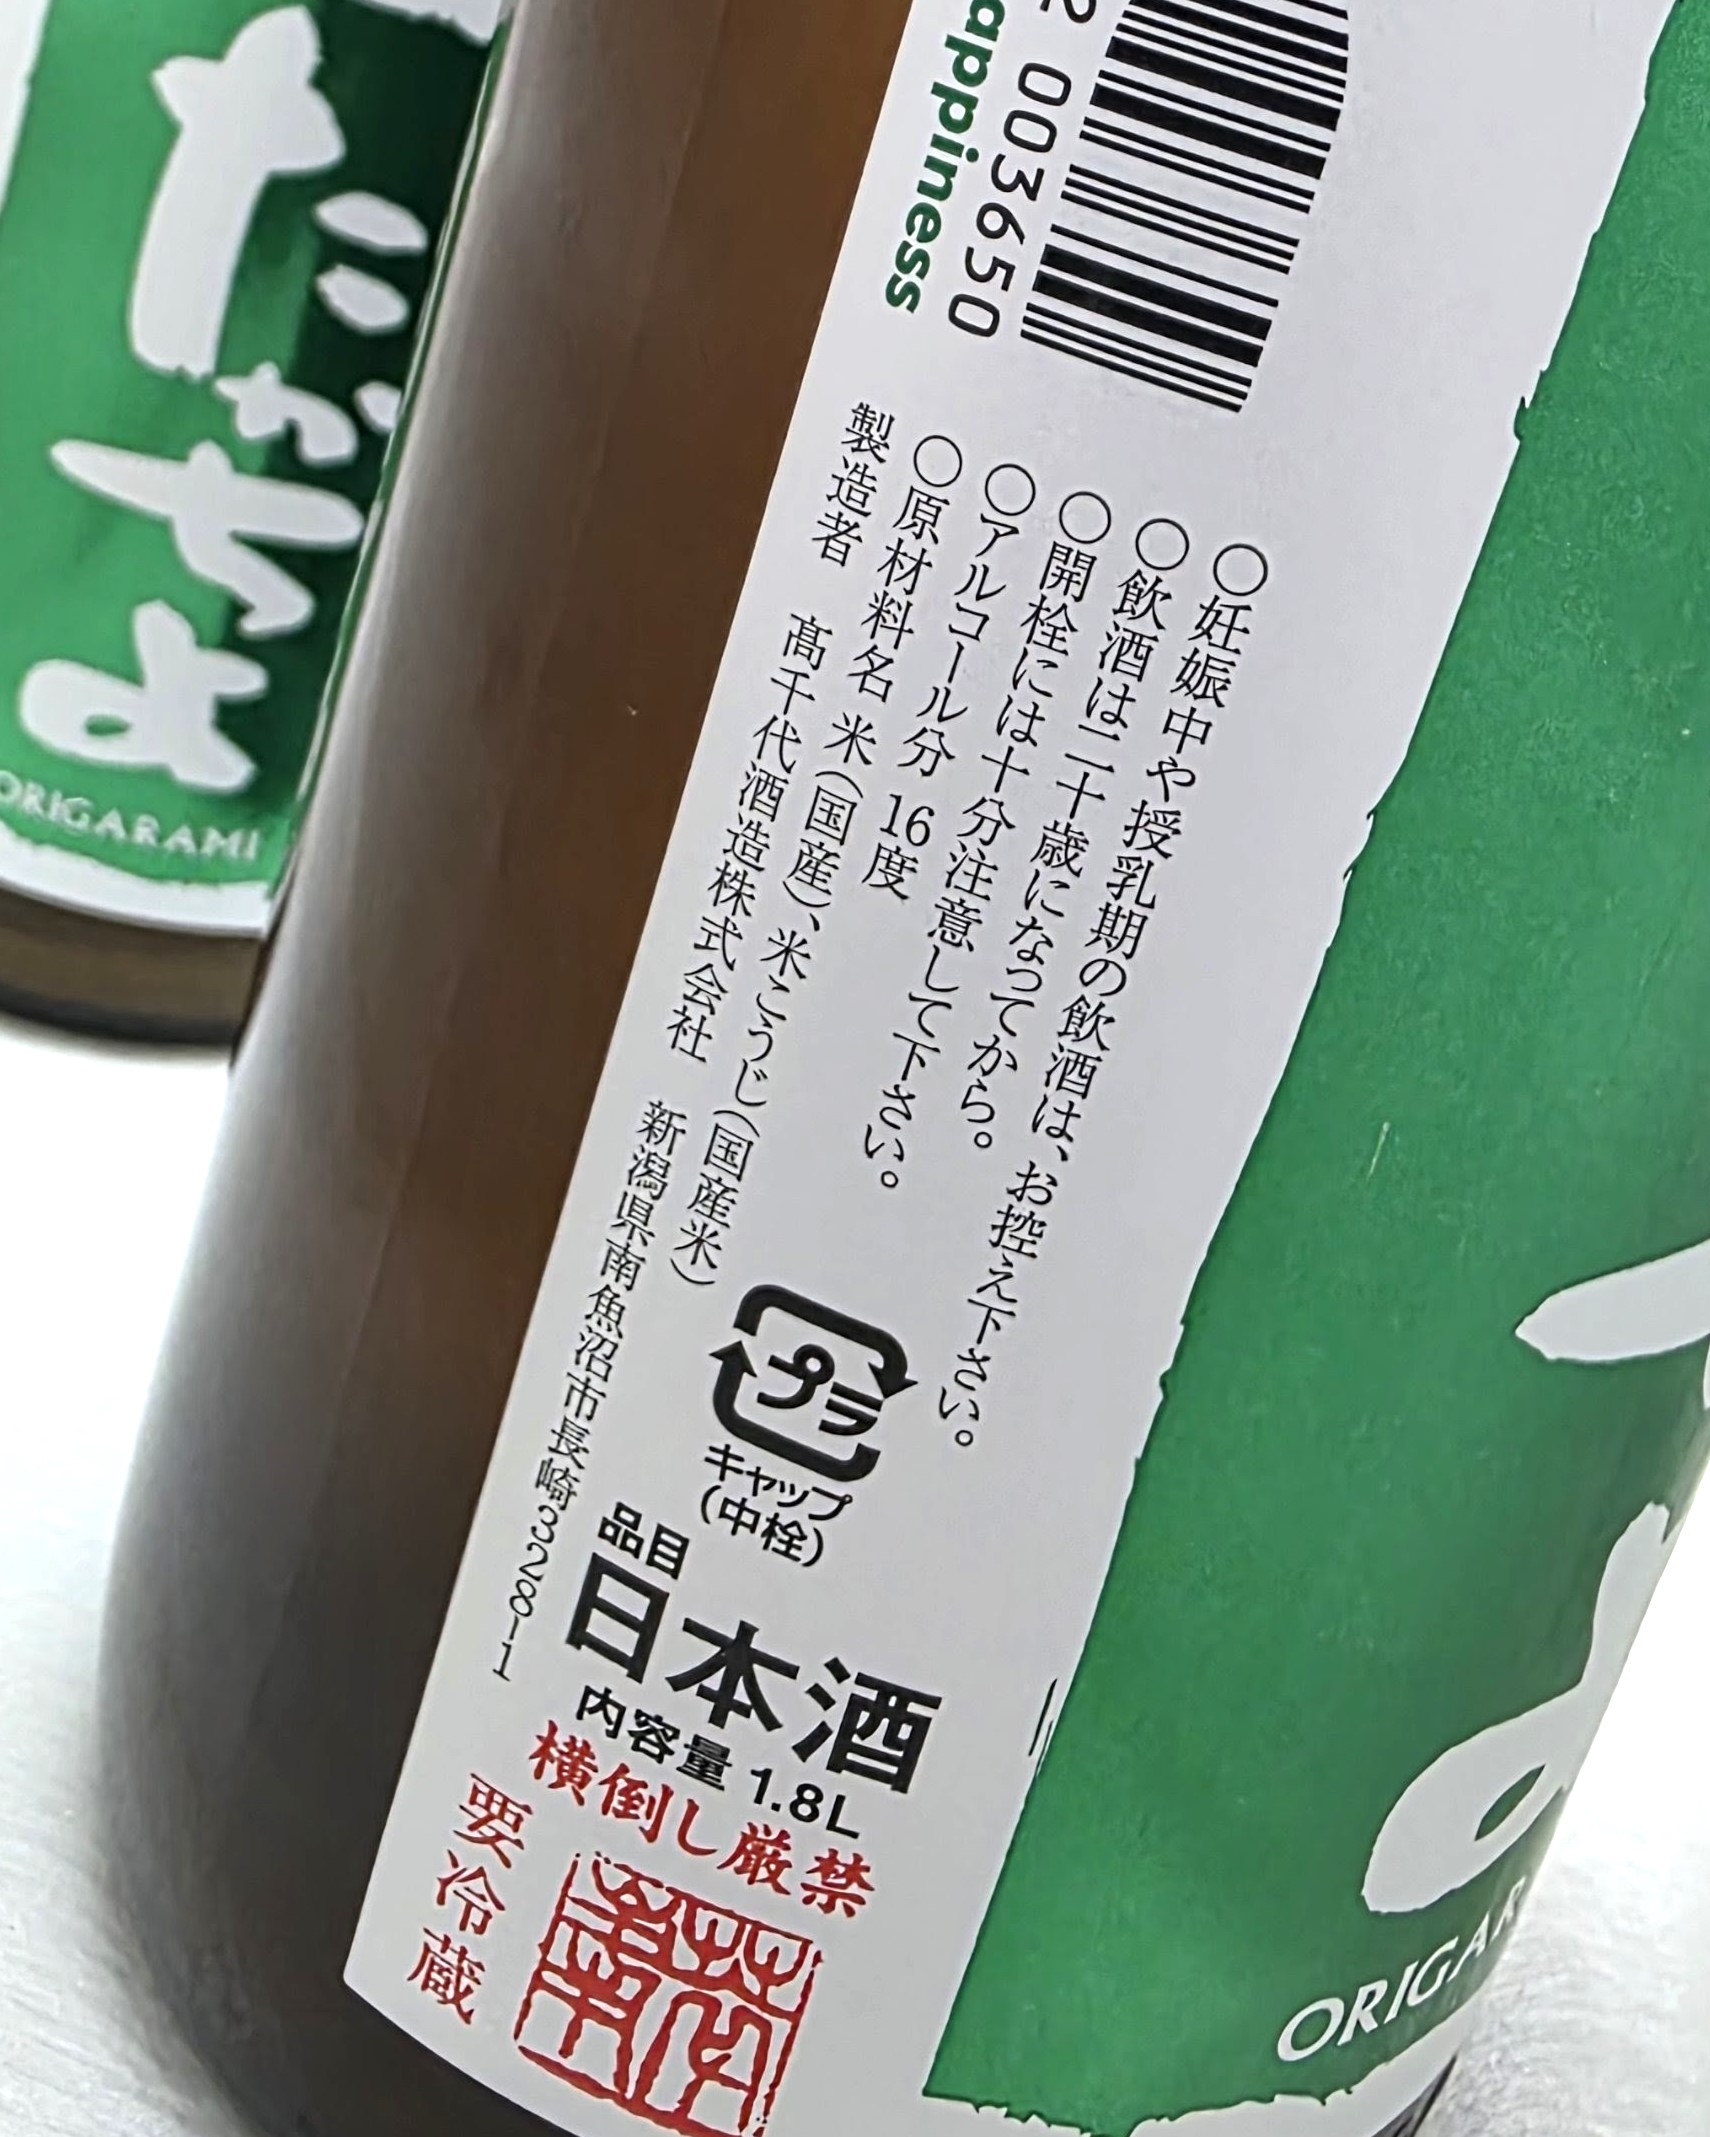 2 003650
appiness
○妊娠中や授乳期の飲酒は、お控え下さい。
○飲酒は二十歳になってから。
○開栓には十分注意して下さい。
○アルコール分 16度
○原材料名 米(国産)、米こうじ(国産米)
製造者 髙千代酒造株式会社 新潟県南魚沼市長崎328-1
プラ
キャップ
(中栓)
品目
日本酒
内容量 1.8L
横倒し厳禁
要冷蔵
ORIGAR
ORIGARAMI